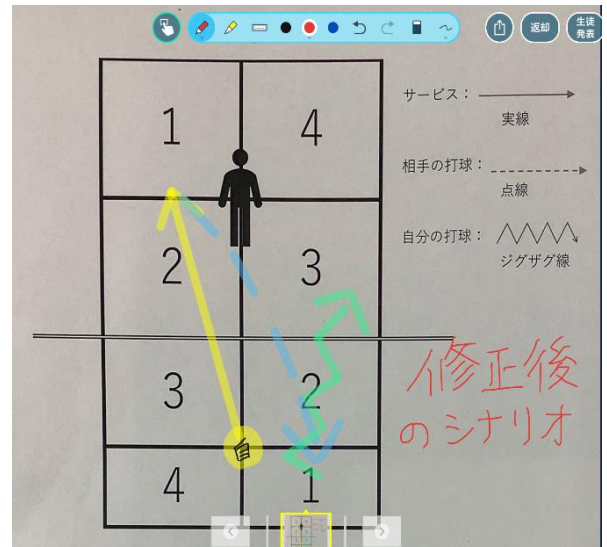 返却
生徒
発表
1
4
サービス：
実線
相手の打球：
点線
2
3
自分の打球：
ジグザグ線
3
2
修正後
のシナリオ
4
1